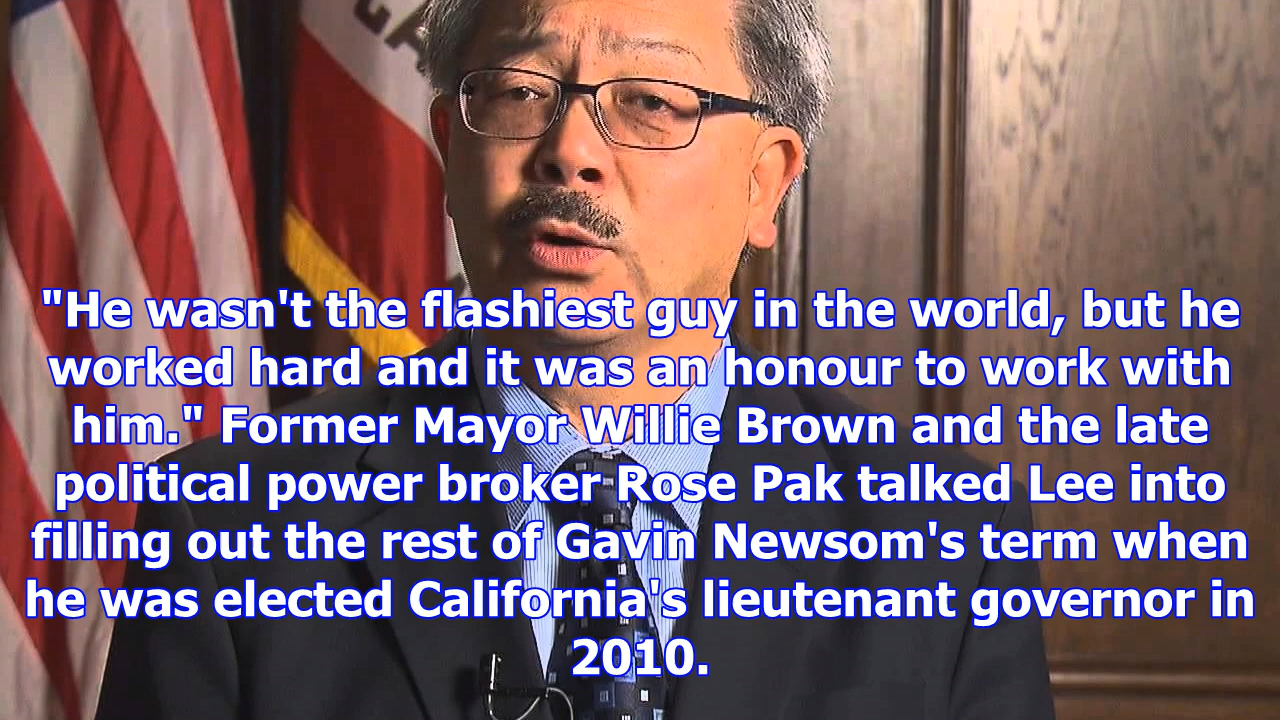 "He wasn't the flashiest guy in the world, but he
worked hard and it was an honour to work with
him." Former Mayor Willie Brown and the late
political power broker Rose Pak talked Lee into
filling out the rest of Gavin Newsom's term when
he was elected California's lieutenant governor in
2010.